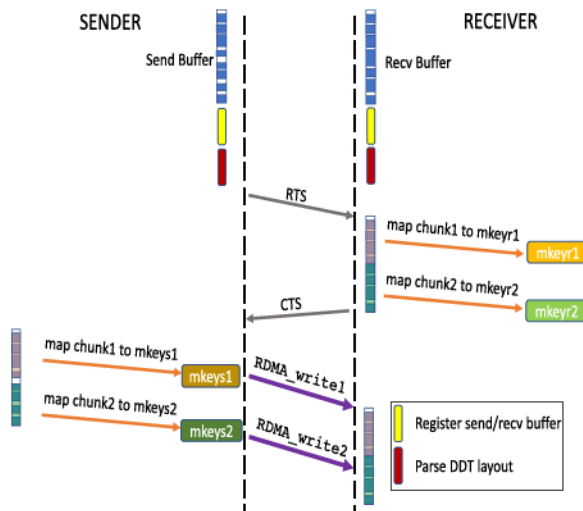 SENDER
RECEIVER
Send Buffer
Recv Buffer
RTS
map chunk1 to mkeyr1
mkeyr1
map chunk2 to mkeyr2
mkeyr2
CTS
map chunk1 to mkeys1
mkeys1
RDMA_write1
map chunk2 to mkeys2
mkeys2
RDMA_write2
Register send/recv buffer
Parse DDT layout